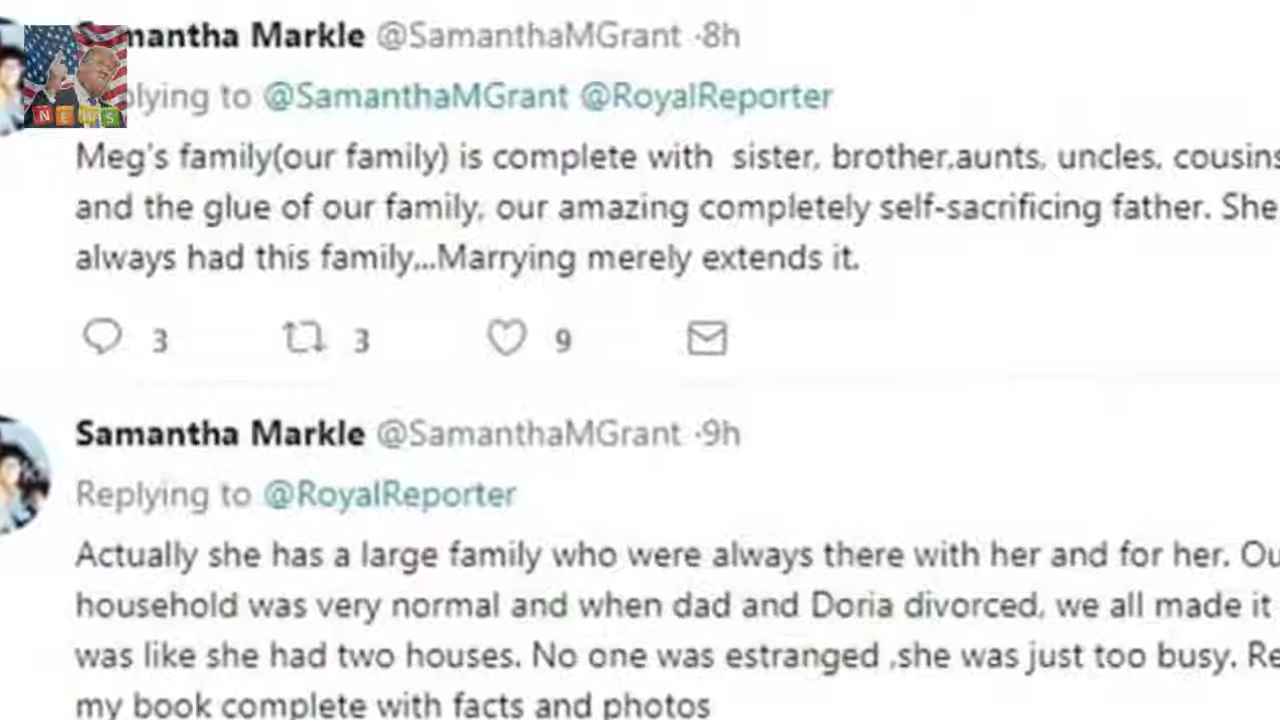 mantha Markle @SamanthaMGrant ·8h
NEWS
plying to @SamanthaMGrant @RoyalReporter
Meg's family(our family) is complete with sister, brother,aunts, uncles, cousins
and the glue of our family, our amazing completely self-sacrificing father. She
always had this family...Marrying merely extends it.
3 3 9
Samantha Markle @SamanthaMGrant ·9h
Replying to @RoyalReporter
Actually she has a large family who were always there with her and for her. Ou
household was very normal and when dad and Doria divorced, we all made it
was like she had two houses. No one was estranged ,she was just too busy. Re
my book complete with facts and photos